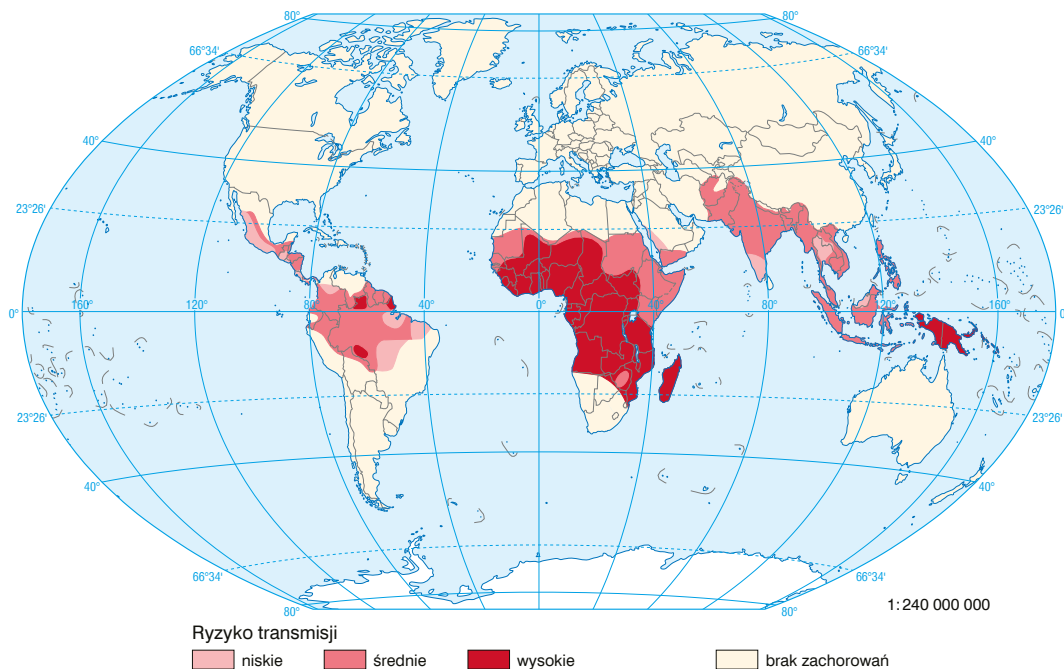 80° 80°
66°34' 66°34'
40° 40°
23°26' 23°26'
160° 120° 80° 40° 0° 40° 80° 120° 160°
0° 0°
23°26' 23°26'
40° 40°
66°34' 66°34'
80° 80°
1:240 000 000
Ryzyko transmisji
niskie średnie wysokie brak zachorowań